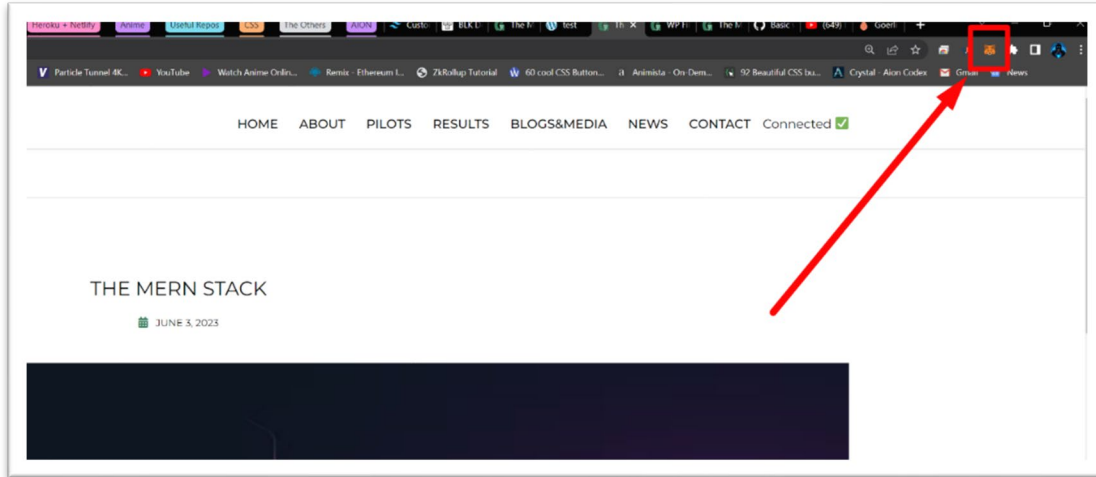 Heroku + Netlify Anime Useful Repos CSS The Others AION Custo BLK D The M test Th WP Fi The M Basic (649) Goerli
Particle Tunnel 4K... YouTube Watch Anime Onlin... Remix - Ethereum I... ZkRollup Tutorial 60 cool CSS Button... Animista - On-Dem... 92 Beautiful CSS bu... Crystal - Aion Codex Gmail News
HOME ABOUT PILOTS RESULTS BLOGS&MEDIA NEWS CONTACT Connected ✅
THE MERN STACK
JUNE 3, 2023